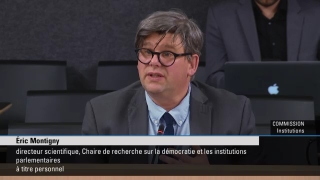 COMMISSION
Institutions
Éric Montigny
directeur scientifique, Chaire de recherche sur la démocratie et les institutions
parlementaires
à titre personnel